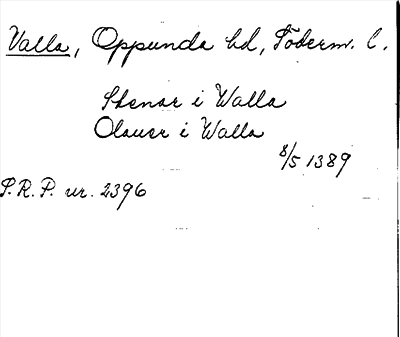 Valla, Oppunda hd, Söderm. l.
Stenar i Walla
Olauer i Walla
8/5 1389
S.R.P. nr. 2396